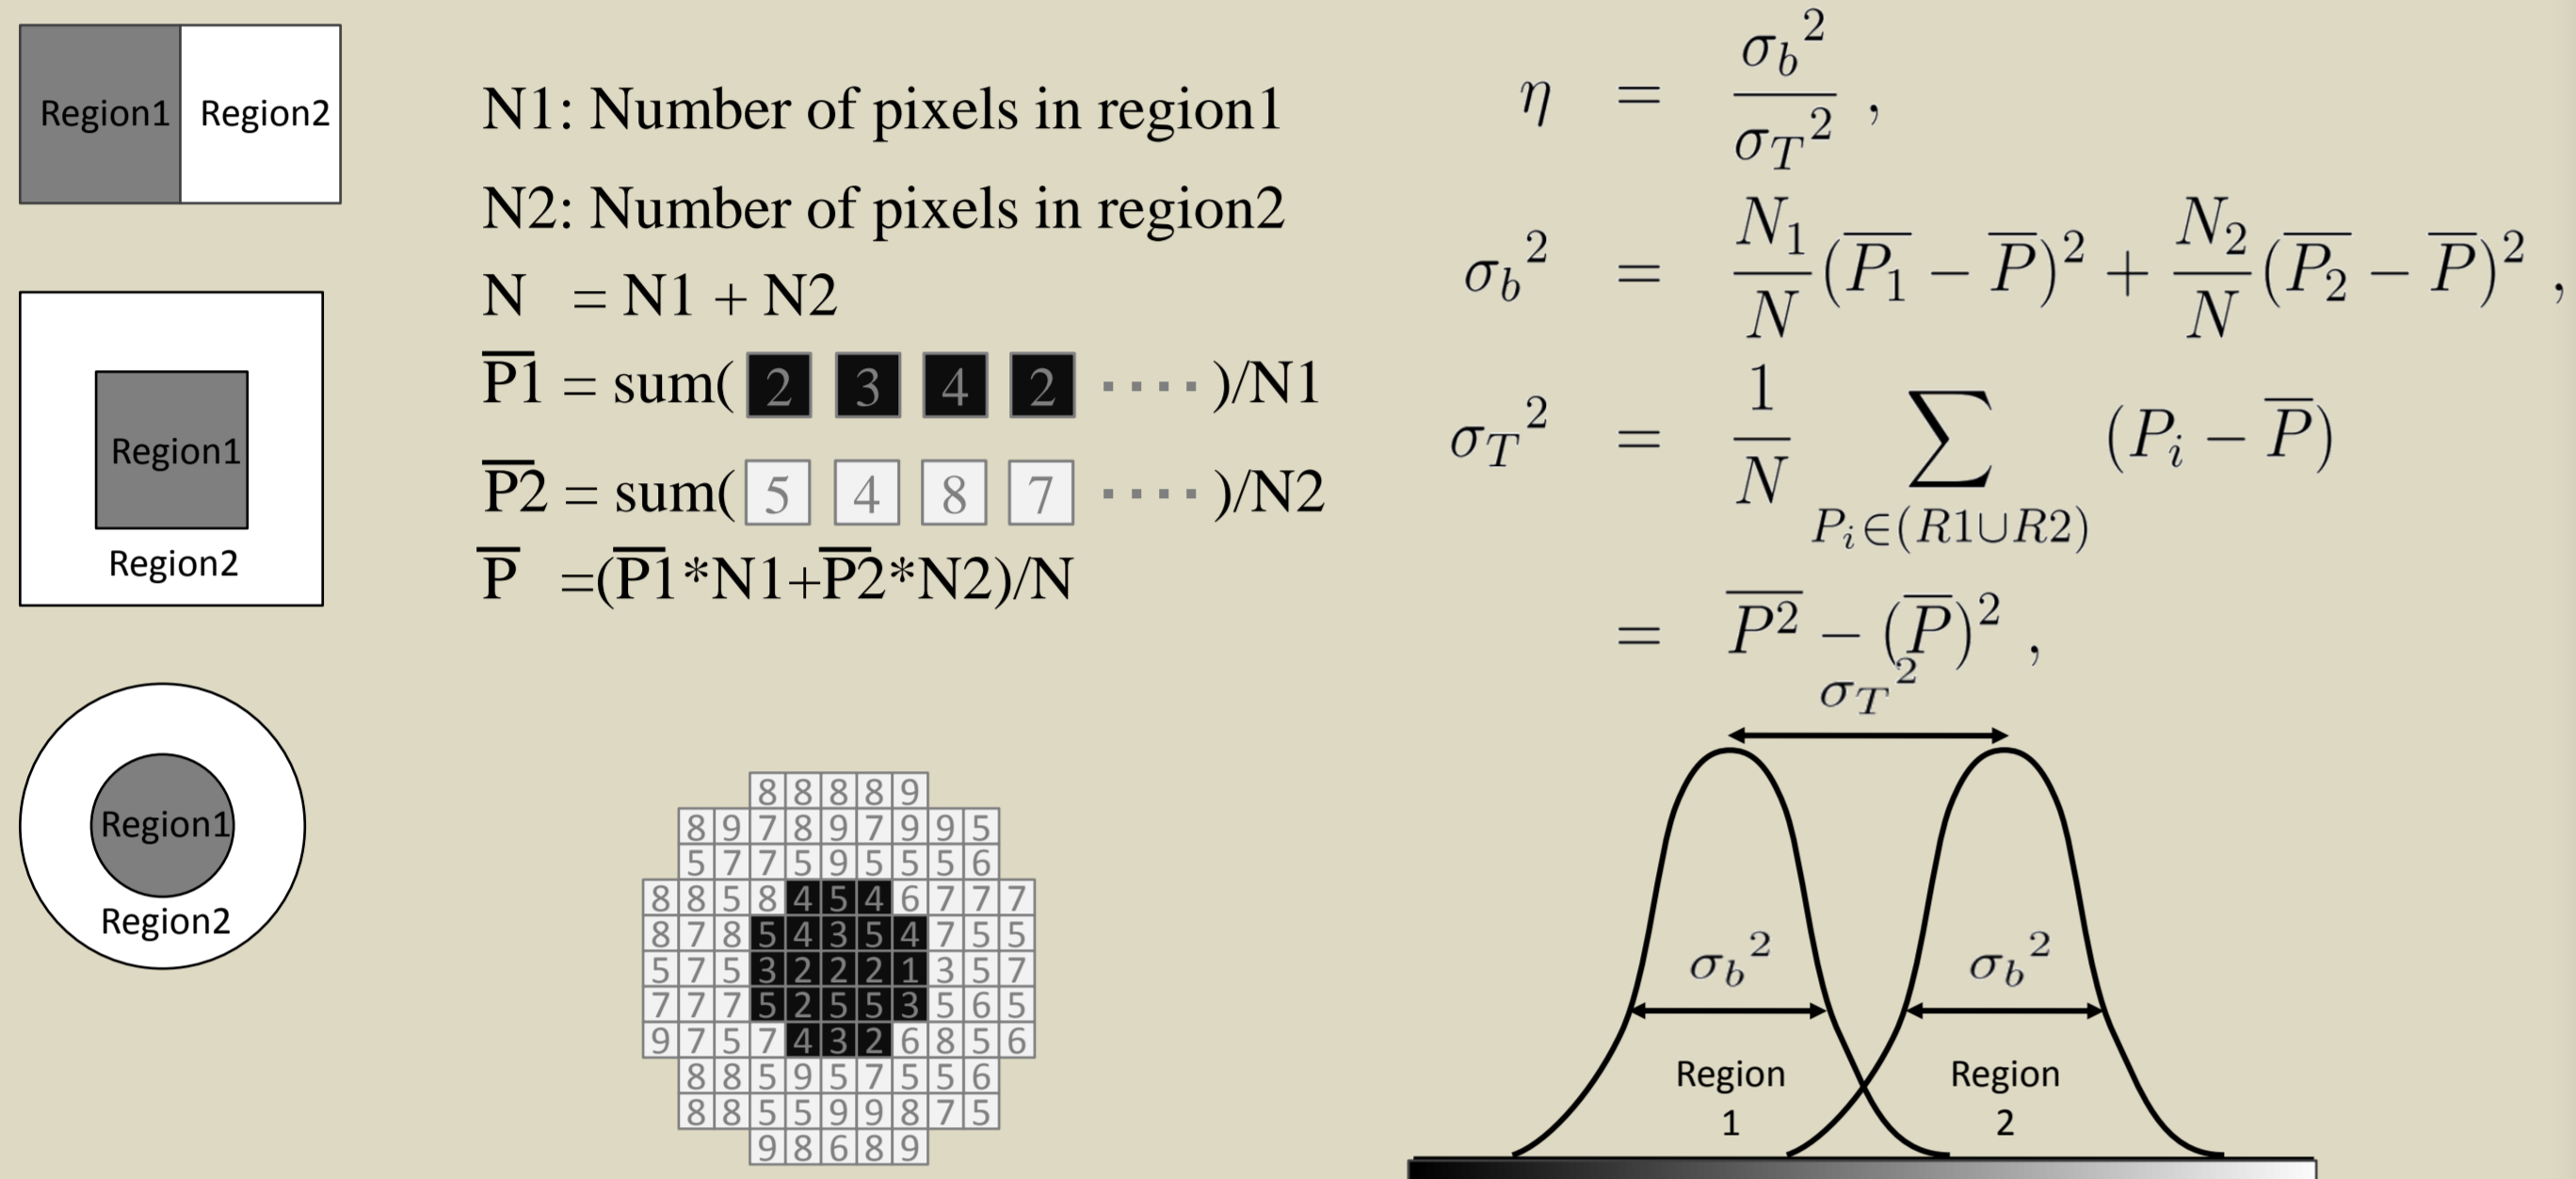 Region1 Region2
Region1
Region2
Region1
Region2
N1: Number of pixels in region1
N2: Number of pixels in region2
N = N1 + N2
P̅1̅ = sum( 2 3 4 2 ···· )/N1
P̅2̅ = sum( 5 4 8 7 ···· )/N2
P̅ =(P̅1̅*N1+P̅2̅*N2)/N
8 8 8 8 9
8 9 7 8 9 7 9 9 5
5 7 7 5 9 5 5 5 6
8 8 5 8 4 5 4 6 7 7 7
8 7 8 5 4 3 5 4 7 5 5
5 7 5 3 2 2 2 1 3 5 7
7 7 7 5 2 5 5 3 5 6 5
9 7 5 7 4 3 2 6 8 5 6
8 8 5 9 5 7 5 5 6
8 8 5 5 9 9 8 7 5
9 8 6 8 9
η = σb² / σT² ,
σb² = N₁/N (P̅₁ − P̅)² + N₂/N (P̅₂ − P̅)² ,
σT² = 1/N ∑ Pi∈(R1∪R2) (Pi − P̅)
= P̅²̅ − (P̅)² ,
σT²
σb² σb²
Region Region
1 2